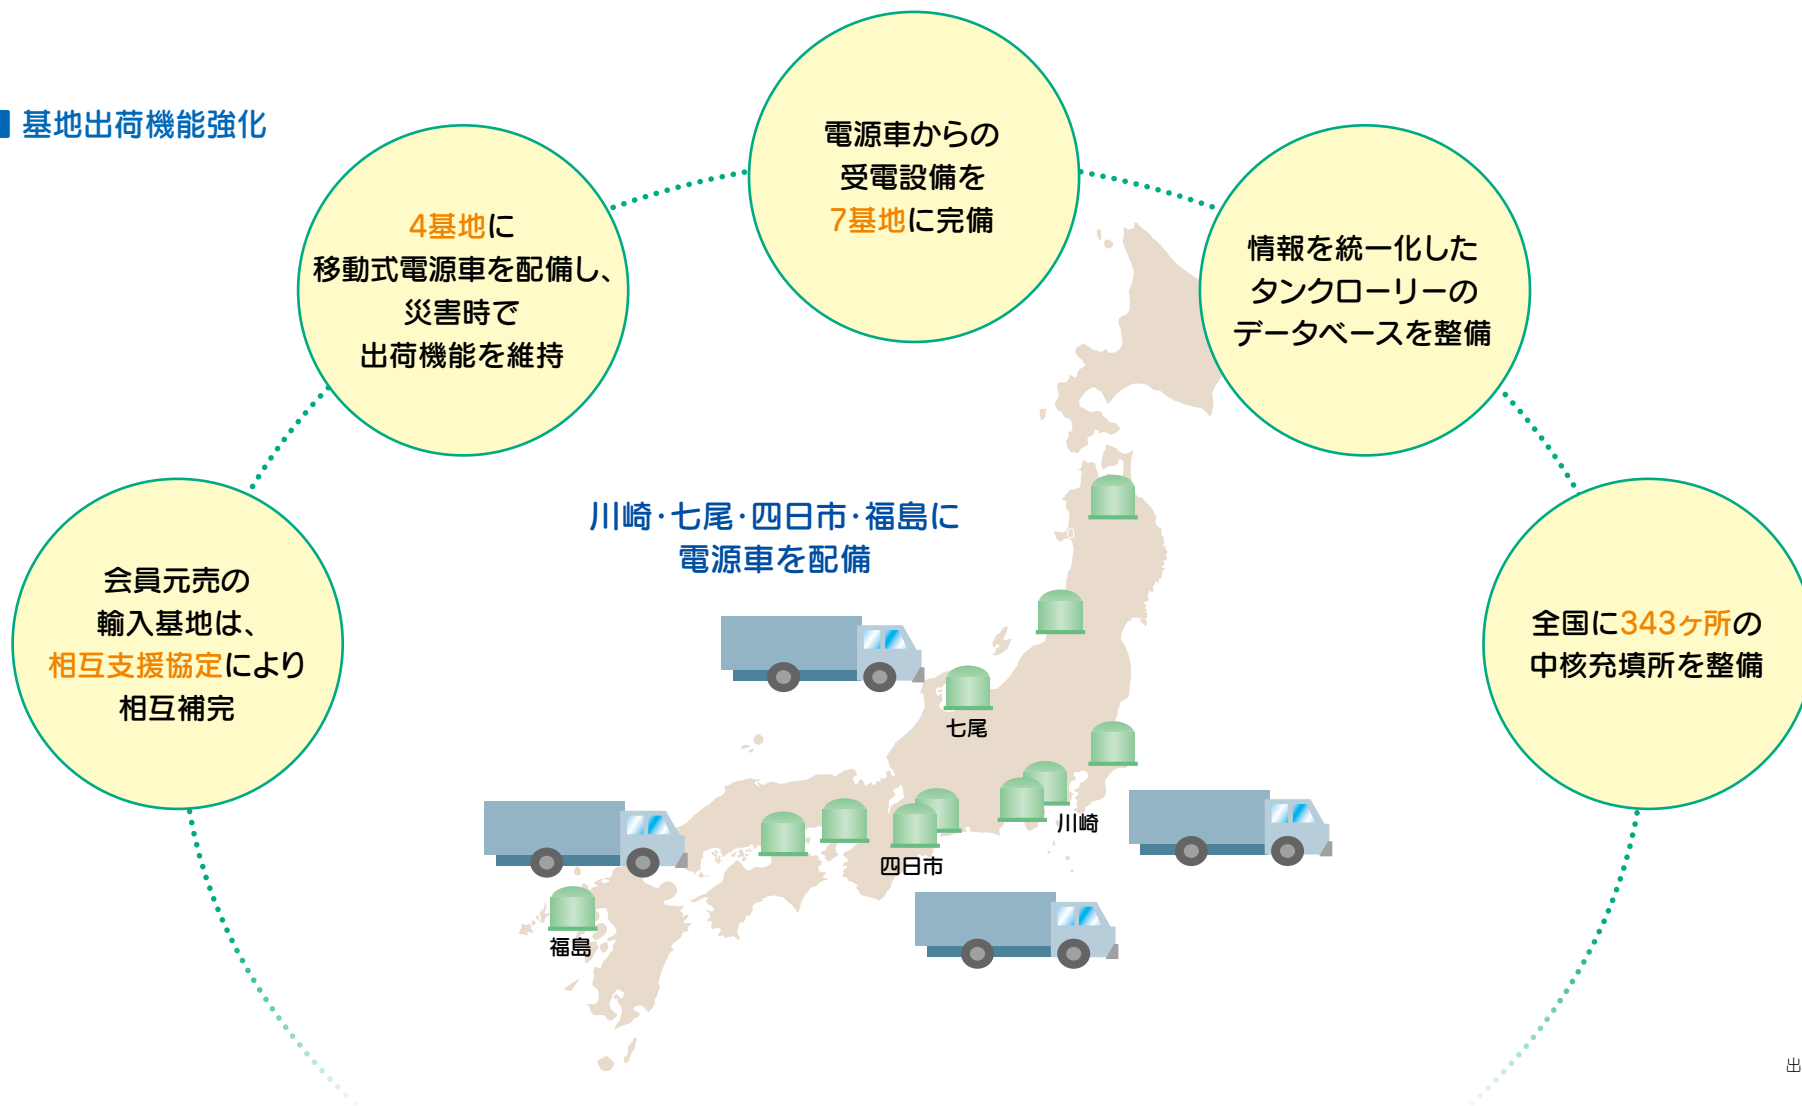 基地出荷機能強化
電源車からの
受電設備を
7基地に完備
4基地に
移動式電源車を配備し、
災害時で
出荷機能を維持
情報を統一化した
タンクローリーの
データベースを整備
川崎・七尾・四日市・福島に
電源車を配備
会員元売の
輸入基地は、
相互支援協定により
相互補完
全国に343ヶ所の
中核充填所を整備
七尾
川崎
四日市
福島
出